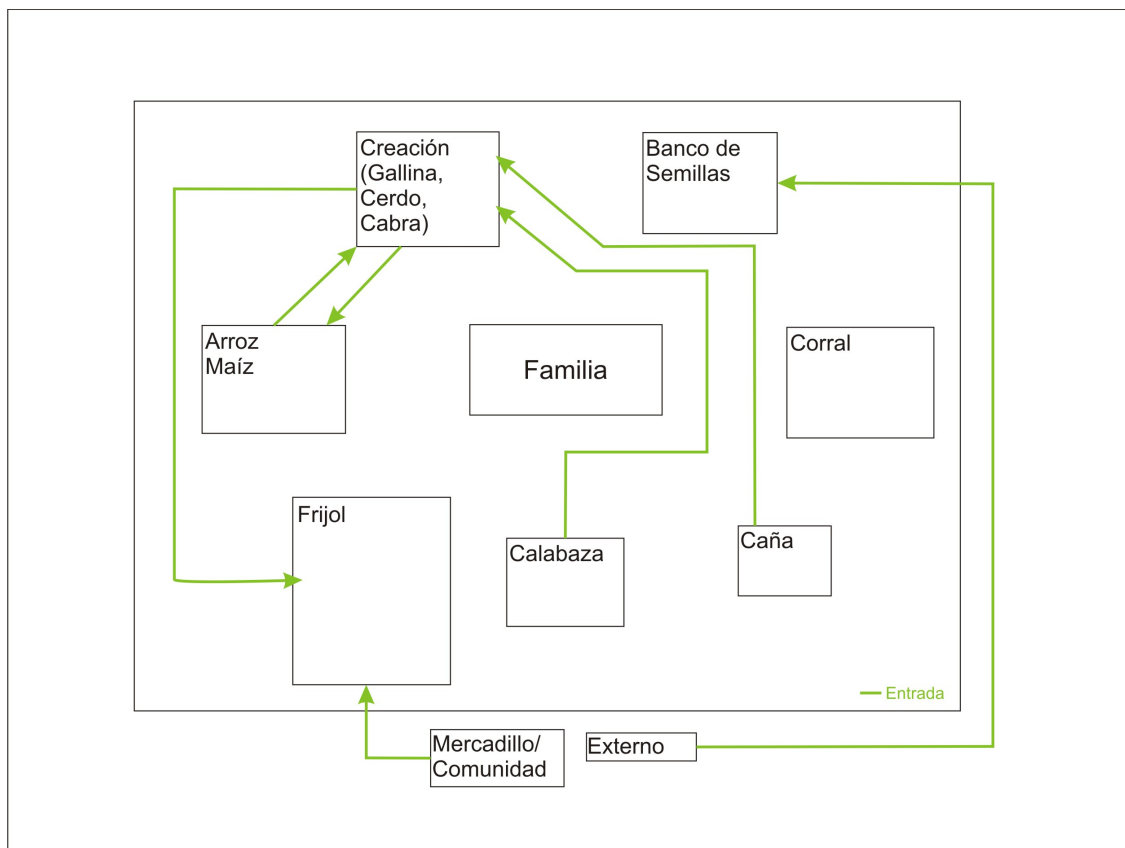 Creación
(Gallina,
Cerdo,
Cabra)
Banco de
Semillas
Arroz
Maíz
Familia
Corral
Frijol
Calabaza
Caña
Entrada
Mercadillo/
Comunidad
Externo